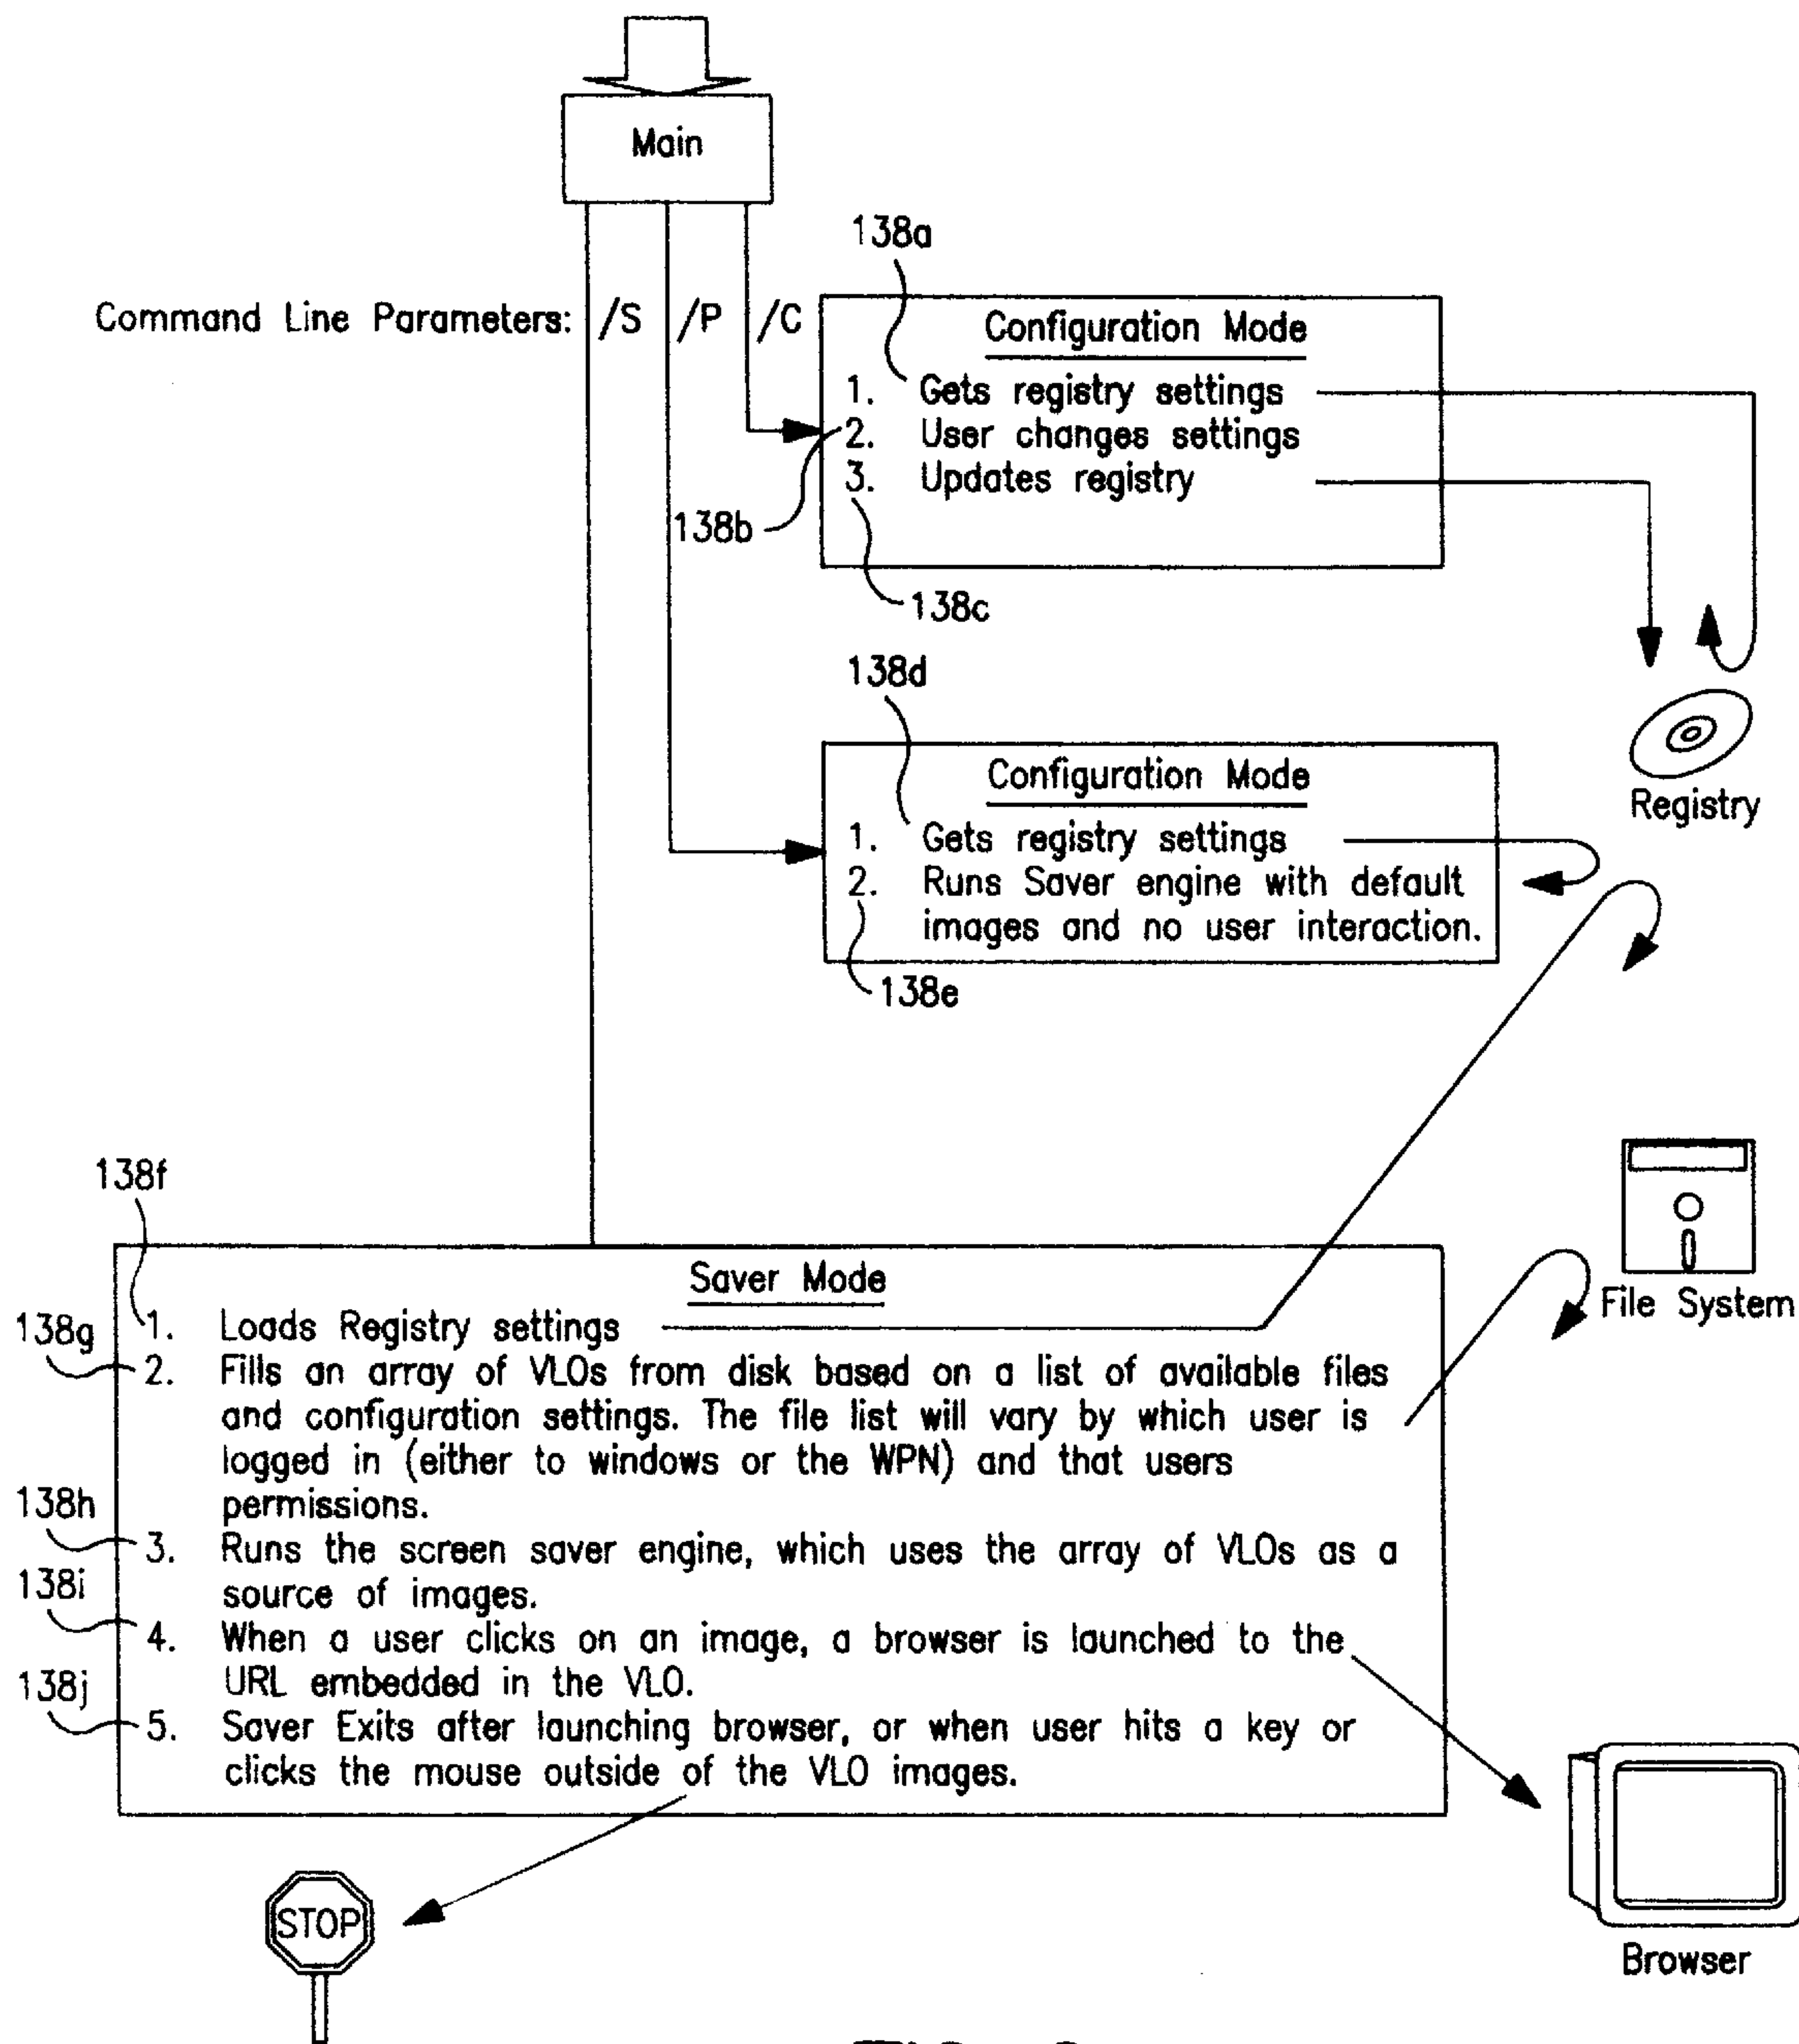 Main
138a
Command Line Parameters: /S /P /C
Configuration Mode
1. Gets registry settings
2. User changes settings
3. Updates registry
138b
138c
138d
Configuration Mode
Registry
1. Gets registry settings
2. Runs Saver engine with default
images and no user interaction.
138e
138f
Saver Mode
File System
138g
1. Loads Registry settings
2. Fills an array of VLOs from disk based on a list of available files
and configuration settings. The file list will vary by which user is
logged in (either to windows or the WPN) and that users
permissions.
138h
3. Runs the screen saver engine, which uses the array of VLOs as a
source of images.
138i
4. When a user clicks on an image, a browser is launched to the
URL embedded in the VLO.
138j
5. Saver Exits after launching browser, or when user hits a key or
clicks the mouse outside of the VLO images.
STOP
Browser